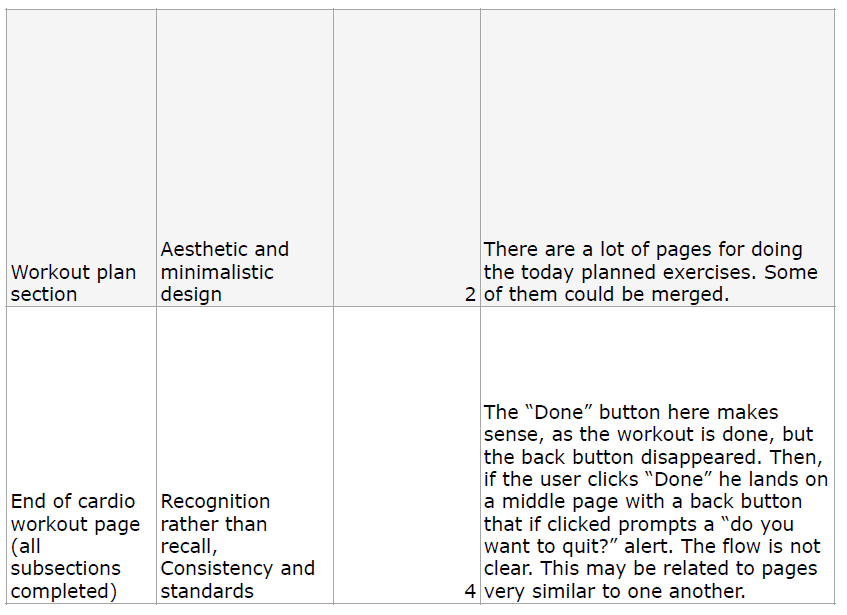 Workout plan
section
Aesthetic and
minimalistic
design
2
There are a lot of pages for doing
the today planned exercises. Some
of them could be merged.
End of cardio
workout page
(all
subsections
completed)
Recognition
rather than
recall,
Consistency and
standards
4
The “Done” button here makes
sense, as the workout is done, but
the back button disappeared. Then,
if the user clicks “Done” he lands on
a middle page with a back button
that if clicked prompts a “do you
want to quit?” alert. The flow is not
clear. This may be related to pages
very similar to one another.